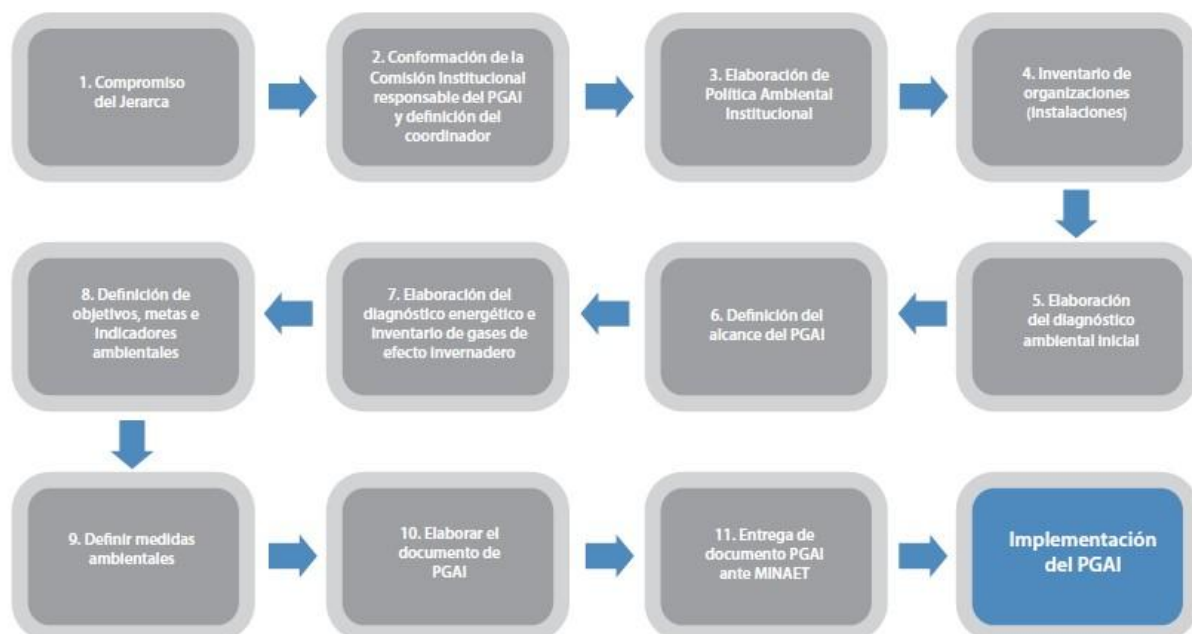 1. Compromiso
del Jerarca
2. Conformación de la
Comisión Institucional
responsable del PGAI
y definición del
coordinador
3. Elaboración de
Política Ambiental
Institucional
4. Inventario de
organizaciones
(instalaciones)
5. Elaboración
del diagnóstico
ambiental inicial
6. Definición del
alcance del PGAI
7. Elaboración del
diagnóstico energético e
inventario de gases de
efecto invernadero
8. Definición de
objetivos, metas e
indicadores
ambientales
9. Definir medidas
ambientales
10. Elaborar el
documento de
PGAI
11. Entrega de
documento PGAI
ante MINAET
Implementación
del PGAI